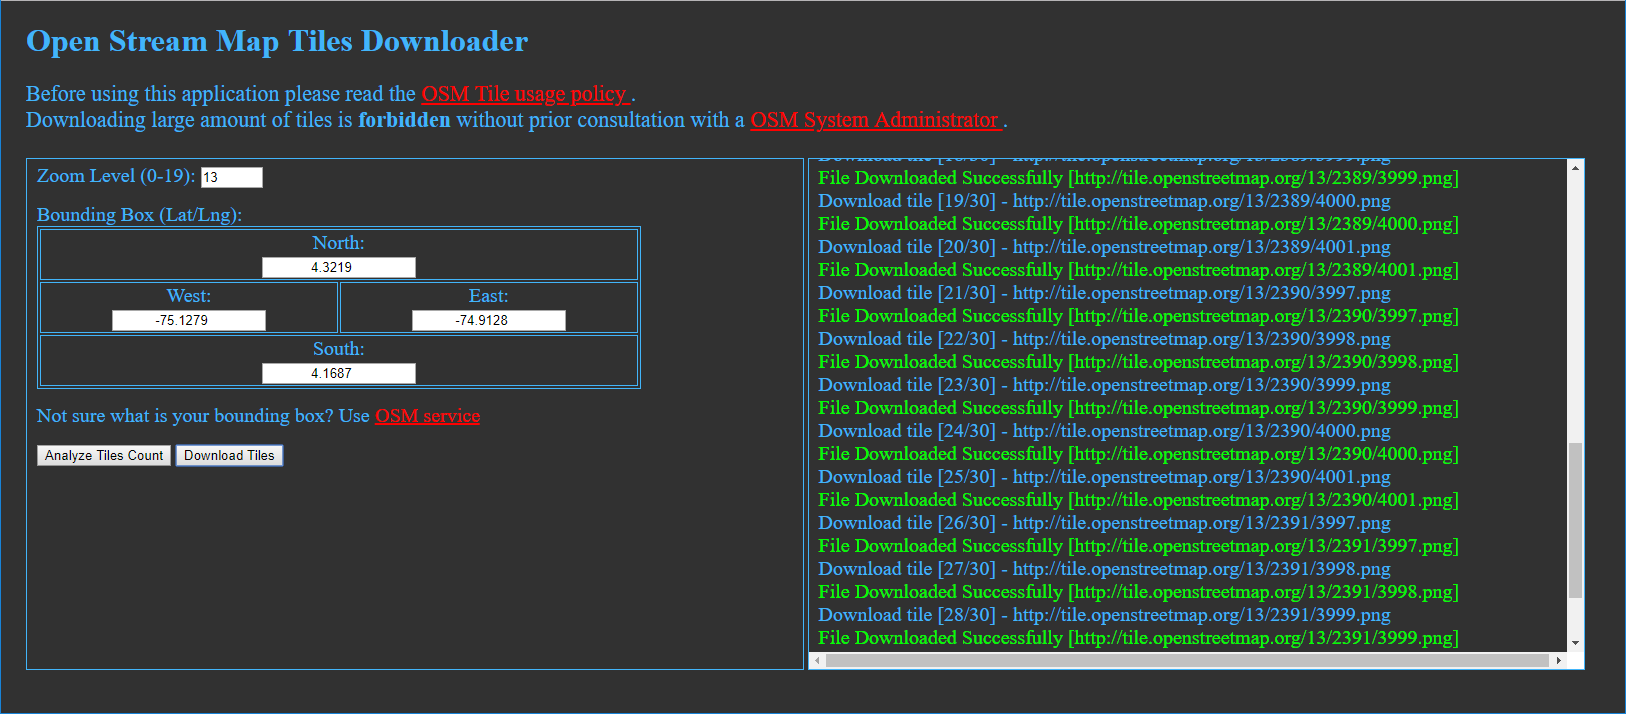 Open Stream Map Tiles Downloader
Before using this application please read the OSM Tile usage policy .
Downloading large amount of tiles is forbidden without prior consultation with a OSM System Administrator .
Zoom Level (0-19): 13
Bounding Box (Lat/Lng):
North:
4.3219
West:
-75.1279
East:
-74.9128
South:
4.1687
Not sure what is your bounding box? Use OSM service
Analyze Tiles Count
Download Tiles
Download tile [18/30] - http://tile.openstreetmap.org/13/2389/3999.png
File Downloaded Successfully [http://tile.openstreetmap.org/13/2389/3999.png]
Download tile [19/30] - http://tile.openstreetmap.org/13/2389/4000.png
File Downloaded Successfully [http://tile.openstreetmap.org/13/2389/4000.png]
Download tile [20/30] - http://tile.openstreetmap.org/13/2389/4001.png
File Downloaded Successfully [http://tile.openstreetmap.org/13/2389/4001.png]
Download tile [21/30] - http://tile.openstreetmap.org/13/2390/3997.png
File Downloaded Successfully [http://tile.openstreetmap.org/13/2390/3997.png]
Download tile [22/30] - http://tile.openstreetmap.org/13/2390/3998.png
File Downloaded Successfully [http://tile.openstreetmap.org/13/2390/3998.png]
Download tile [23/30] - http://tile.openstreetmap.org/13/2390/3999.png
File Downloaded Successfully [http://tile.openstreetmap.org/13/2390/3999.png]
Download tile [24/30] - http://tile.openstreetmap.org/13/2390/4000.png
File Downloaded Successfully [http://tile.openstreetmap.org/13/2390/4000.png]
Download tile [25/30] - http://tile.openstreetmap.org/13/2390/4001.png
File Downloaded Successfully [http://tile.openstreetmap.org/13/2390/4001.png]
Download tile [26/30] - http://tile.openstreetmap.org/13/2391/3997.png
File Downloaded Successfully [http://tile.openstreetmap.org/13/2391/3997.png]
Download tile [27/30] - http://tile.openstreetmap.org/13/2391/3998.png
File Downloaded Successfully [http://tile.openstreetmap.org/13/2391/3998.png]
Download tile [28/30] - http://tile.openstreetmap.org/13/2391/3999.png
File Downloaded Successfully [http://tile.openstreetmap.org/13/2391/3999.png]